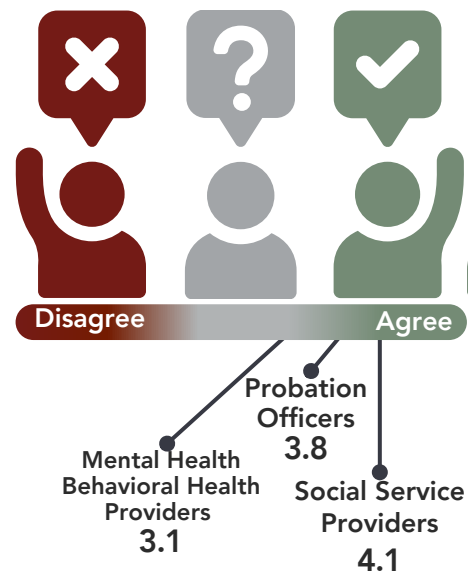 ?
Disagree
Agree
Probation
Officers
3.8
Mental Health
Behavioral Health
Providers
3.1
Social Service
Providers
4.1